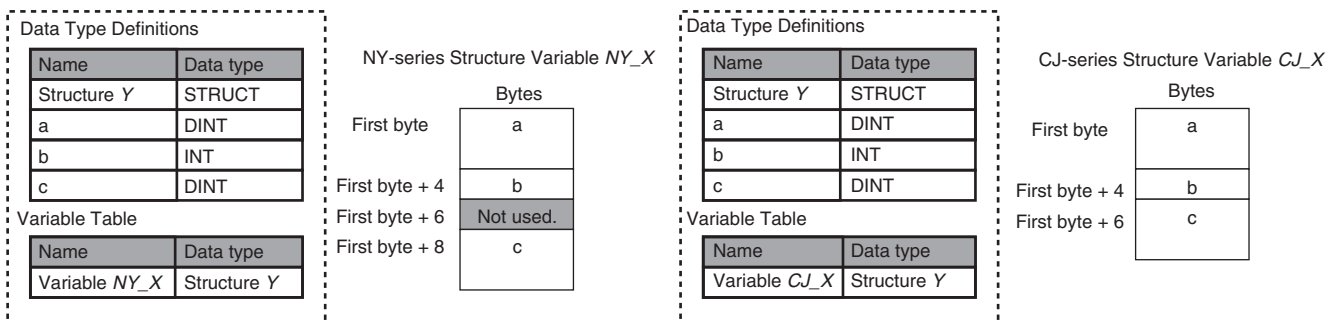 Data Type Definitions
Name Data type
Structure Y STRUCT
a DINT
b INT
c DINT
Variable Table
Name Data type
Variable NY_X Structure Y
NY-series Structure Variable NY_X
Bytes
First byte a
First byte + 4 b
First byte + 6 Not used.
First byte + 8 c
Data Type Definitions
Name Data type
Structure Y STRUCT
a DINT
b INT
c DINT
Variable Table
Name Data type
Variable CJ_X Structure Y
CJ-series Structure Variable CJ_X
Bytes
First byte a
First byte + 4 b
First byte + 6 c